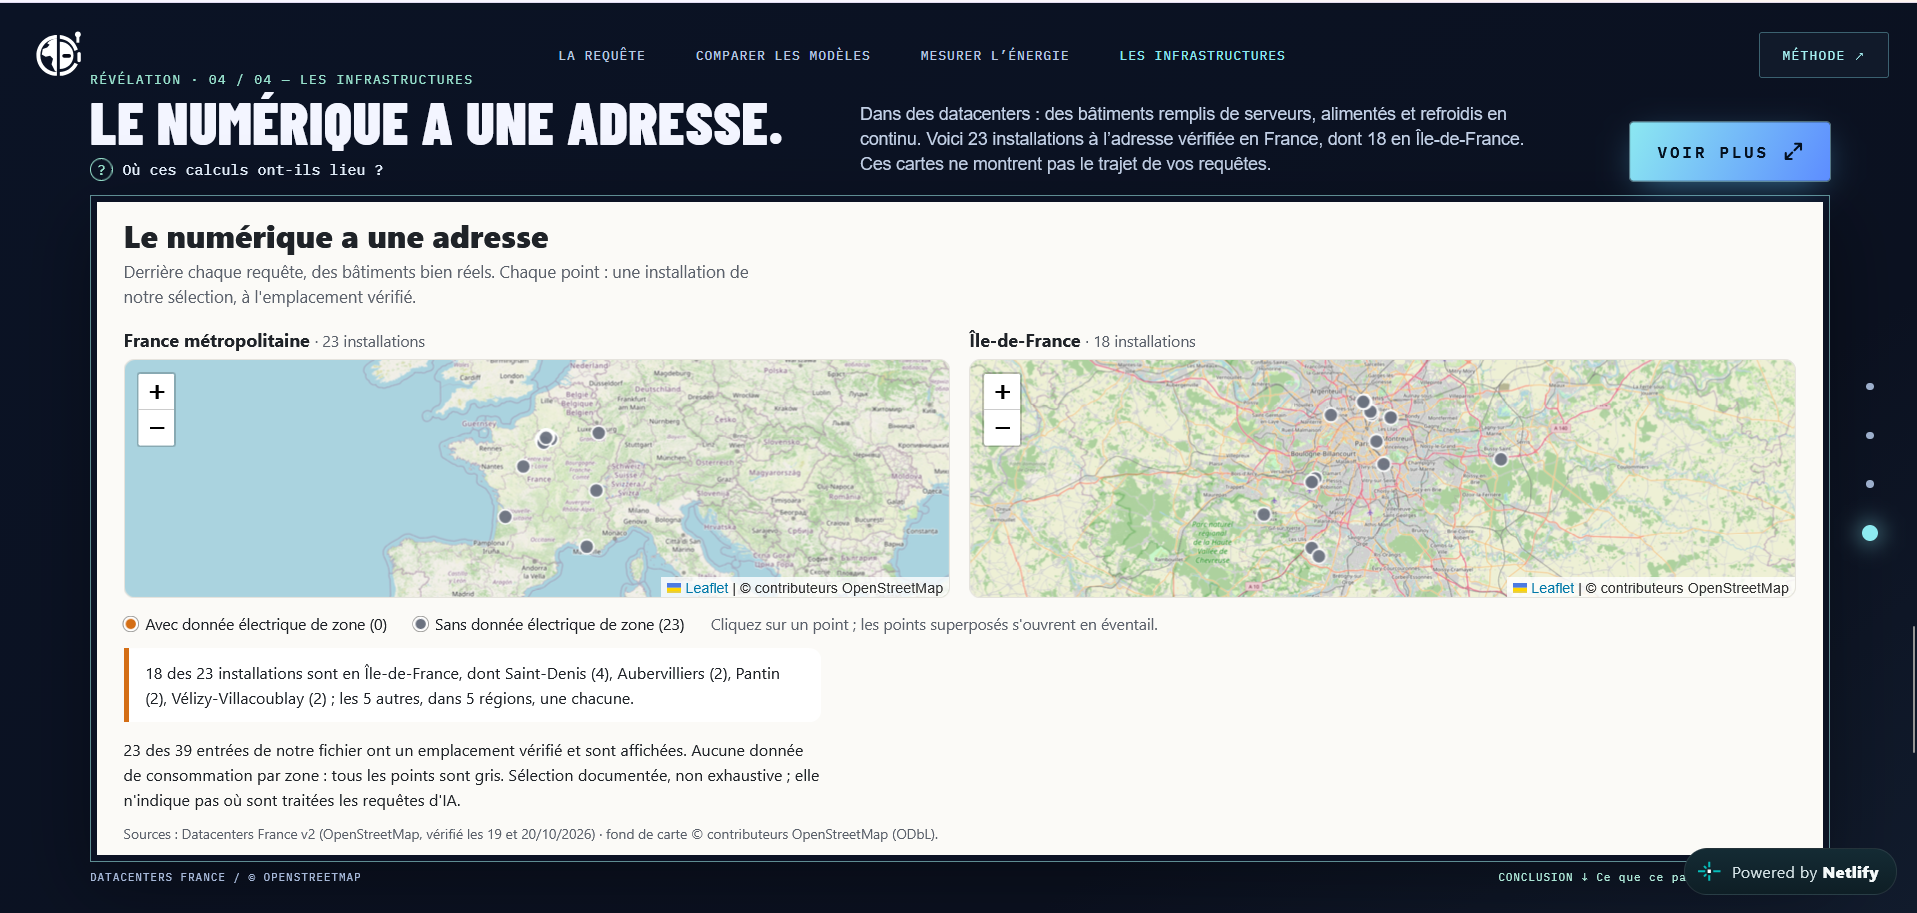 LA REQUÊTE
COMPARER LES MODÈLES
MESURER L’ÉNERGIE
LES INFRASTRUCTURES
MÉTHODE ↗
RÉVÉLATION · 04 / 04 — LES INFRASTRUCTURES
LE NUMÉRIQUE A UNE ADRESSE.
? Où ces calculs ont-ils lieu ?
Dans des datacenters : des bâtiments remplis de serveurs, alimentés et refroidis en
continu. Voici 23 installations à l’adresse vérifiée en France, dont 18 en Île-de-France.
Ces cartes ne montrent pas le trajet de vos requêtes.
VOIR PLUS
Le numérique a une adresse
Derrière chaque requête, des bâtiments bien réels. Chaque point : une installation de
notre sélection, à l'emplacement vérifié.
France métropolitaine · 23 installations
+
−
Leaflet | © contributeurs OpenStreetMap
Île-de-France · 18 installations
+
−
Leaflet | © contributeurs OpenStreetMap
Avec donnée électrique de zone (0)
Sans donnée électrique de zone (23)
Cliquez sur un point ; les points superposés s'ouvrent en éventail.
18 des 23 installations sont en Île-de-France, dont Saint-Denis (4), Aubervilliers (2), Pantin
(2), Vélizy-Villacoublay (2) ; les 5 autres, dans 5 régions, une chacune.
23 des 39 entrées de notre fichier ont un emplacement vérifié et sont affichées. Aucune donnée
de consommation par zone : tous les points sont gris. Sélection documentée, non exhaustive ; elle
n'indique pas où sont traitées les requêtes d'IA.
Sources : Datacenters France v2 (OpenStreetMap, vérifié les 19 et 20/10/2026) · fond de carte © contributeurs OpenStreetMap (ODbL).
DATACENTERS FRANCE / © OPENSTREETMAP
CONCLUSION ↓ Ce que ce pa
Powered by Netlify